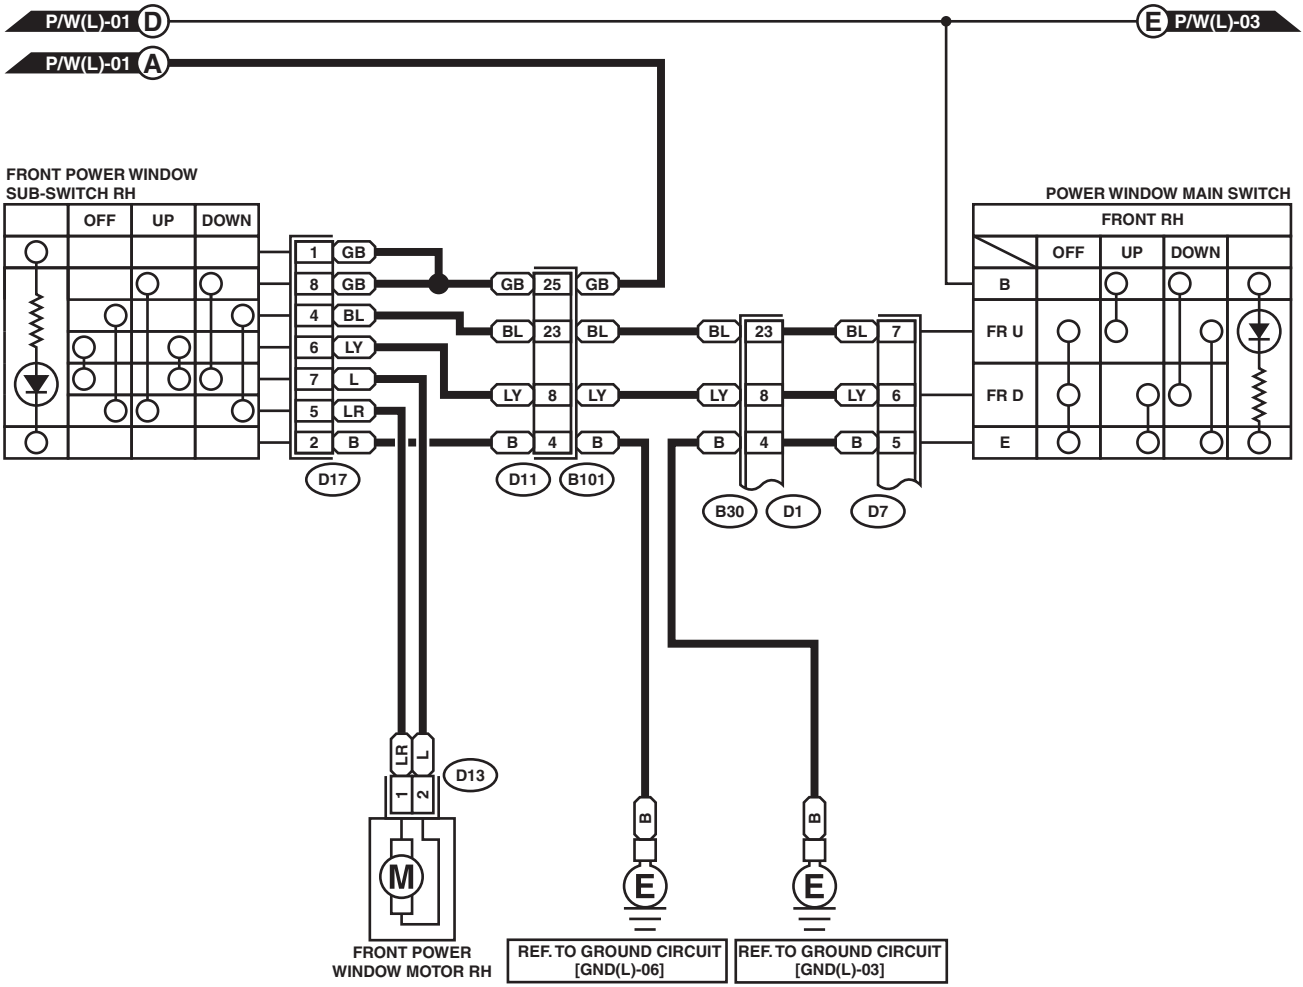 P/W(L)-01 D
E P/W(L)-03
P/W(L)-01 A
FRONT POWER WINDOW
SUB-SWITCH RH
OFF UP DOWN
1 GB
8 GB
4 BL
6 LY
7 L
5 LR
2 B
D17
GB 25 GB
BL 23 BL
LY 8 LY
B 4 B
D11 B101
BL 23 BL 7
LY 8 LY 6
B 4 B 5
B30 D1 D7
POWER WINDOW MAIN SWITCH
FRONT RH
OFF UP DOWN
B
FR U
FR D
E
LR L
1 2
D13
M
FRONT POWER
WINDOW MOTOR RH
B
E
REF. TO GROUND CIRCUIT
[GND(L)-06]
B
E
REF. TO GROUND CIRCUIT
[GND(L)-03]